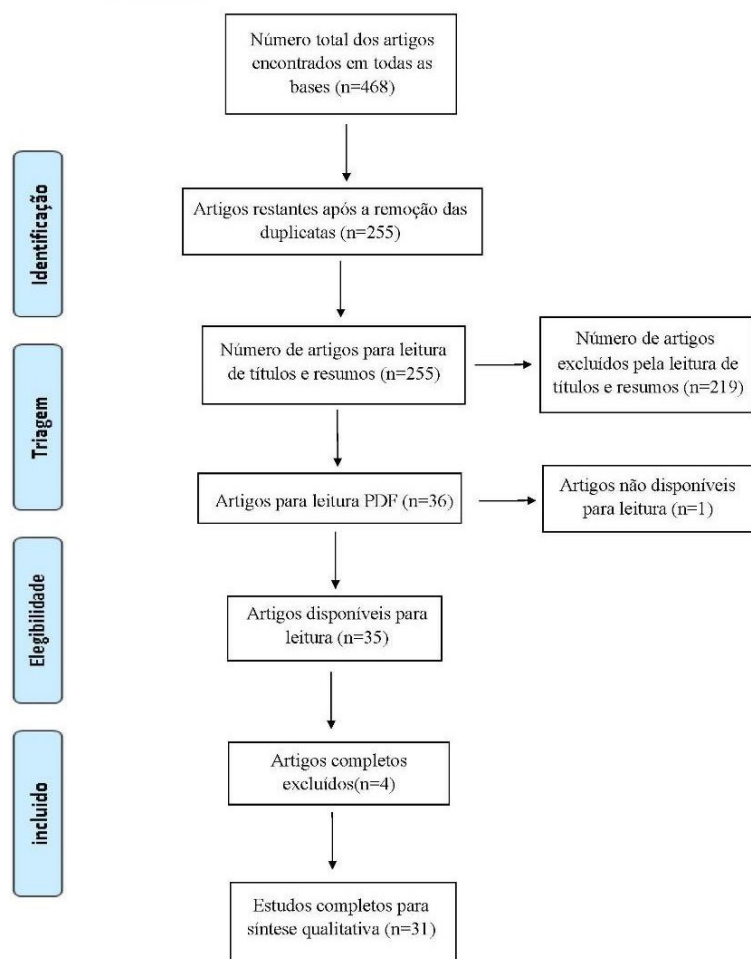 Número total dos artigos
encontrados em todas as
bases (n=468)
Identificação
Artigos restantes após a remoção das
duplicatas (n=255)
Triagem
Número de artigos para leitura
de títulos e resumos (n=255)
Número de artigos
excluídos pela leitura de
títulos e resumos (n=219)
Artigos para leitura PDF (n=36)
Artigos não disponíveis
para leitura (n=1)
Elegibilidade
Artigos disponíveis para
leitura (n=35)
incluido
Artigos completos
excluídos(n=4)
Estudos completos para
síntese qualitativa (n=31)